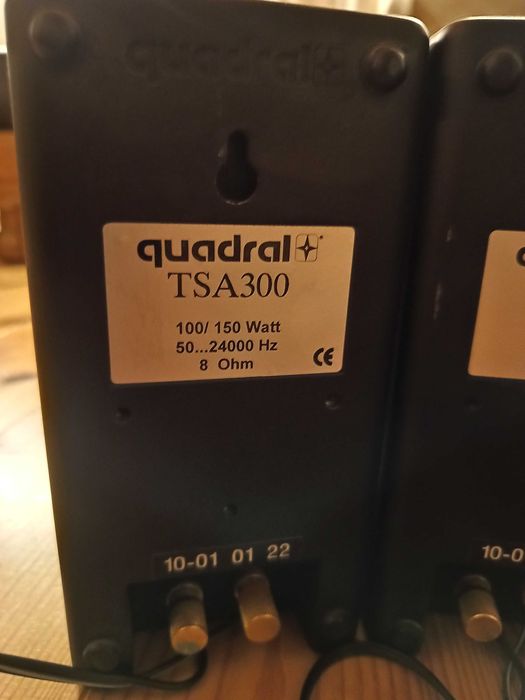 quadral
quadral
TSA300
100/ 150 Watt
50...24000 Hz
8 Ohm
CE
10-01 01 22
10-0